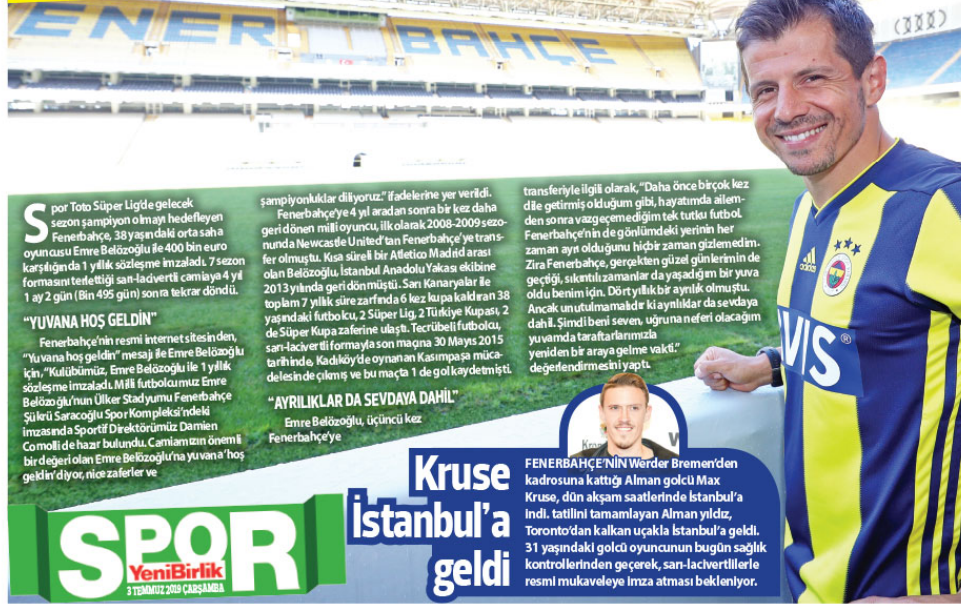 FENERBAHÇE
Spor Toto Süper Lig'de gelecek
sezon şampiyon olmayı hedefleyen
Fenerbahçe, 38 yaşındaki orta saha
oyuncusu Emre Belözoğlu ile 400 bin euro
karşılığında 1 yıllık sözleşme imzaladı. 7 sezon
formasını terlettiği sarı-lacivertli camiaya 4 yıl
1 ay 2 gün (Bin 495 gün) sonra tekrar döndü.
“YUVANA HOŞ GELDİN”
Fenerbahçe'nin resmi internet sitesinden,
“Yuvana hoş geldin” mesajı ile Emre Belözoğlu
için, “Kulübümüz, Emre Belözoğlu ile 1 yıllık
sözleşme imzaladı. Milli futbolcumuz Emre
Belözoğlu'nun Ülker Stadyumu Fenerbahçe
Şükrü Saracoğlu Spor Kompleksi'ndeki
imzasında Sportif Direktörümüz Damien
Comolli de hazır bulundu. Camiamızın önemli
bir değeri olan Emre Belözoğlu'na yuvana 'hoş
geldin' diyor, nice zaferler ve
şampiyonluklar diliyoruz.” ifadelerine yer verildi.
Fenerbahçe'ye 4 yıl aradan sonra bir kez daha
geri dönen milli oyuncu, ilk olarak 2008-2009 sezo-
nunda Newcastle United'tan Fenerbahçe'ye trans-
fer olmuştu. Kısa süreli bir Atletico Madrid arası
olan Belözoğlu, İstanbul Anadolu Yakası ekibine
2013 yılında geri dönmüştü. Sarı Kanaryalar ile
toplam 7 yıllık süre zarfında 6 kez kupa kaldıran 38
yaşındaki futbolcu, 2 Süper Lig, 2 Türkiye Kupası, 2
de Süper Kupa zaferine ulaştı. Tecrübeli futbolcu,
sarı-lacivertli formayla son maçına 30 Mayıs 2015
tarihinde, Kadıköy'de oynanan Kasımpaşa müca-
delesinde çıkmış ve bu maçta 1 de gol kaydetmişti.
“AYRILIKLAR DA SEVDAYA DAHİL”
Emre Belözoğlu, üçüncü kez
Fenerbahçe'ye
transferiyle ilgili olarak, “Daha önce birçok kez
dile getirmiş olduğum gibi, hayatımda ailem-
den sonra vazgeçemediğim tek tutku futbol.
Fenerbahçe'nin de gönlümdeki yerinin her
zaman ayrı olduğunu hiçbir zaman gizlemedim.
Zira Fenerbahçe, gerçekten güzel günlerimin de
geçtiği, sıkıntılı zamanlar da yaşadığım bir yuva
oldu benim için. Dört yıllık bir ayrılık olmuştu.
Ancak unutulmamalıdır ki ayrılıklar da sevdaya
dahil. Şimdi beni seven, uğruna neferi olacağım
yuvamda taraftarlarımızla
yeniden bir araya gelme vakti.”
değerlendirmesini yaptı.
adidas
VIS
Kruse
İstanbul'a
geldi
FENERBAHÇE'NİN Werder Bremen'den
kadrosuna kattığı Alman golcü Max
Kruse, dün akşam saatlerinde İstanbul'a
indi. tatilini tamamlayan Alman yıldız,
Toronto'dan kalkan uçakla İstanbul'a geldi.
31 yaşındaki golcü oyuncunun bugün sağlık
kontrollerinden geçerek, sarı-lacivertlilerle
resmi mukaveleye imza atması bekleniyor.
SPOR
YeniBirlik
3 TEMMUZ 2019 ÇARŞAMBA